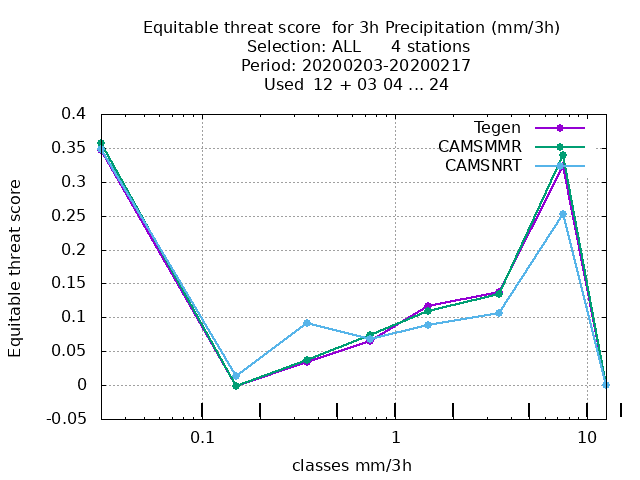 Equitable threat score  for 3h Precipitation (mm/3h)
Selection: ALL      4 stations
Period: 20200203-20200217
Used  12 + 03 04 ... 24
Tegen
CAMSMMR
CAMSNRT
0.4
0.35
0.3
0.25
0.2
0.15
0.1
0.05
0
-0.05
Equitable threat score
0.1
1
10
classes mm/3h